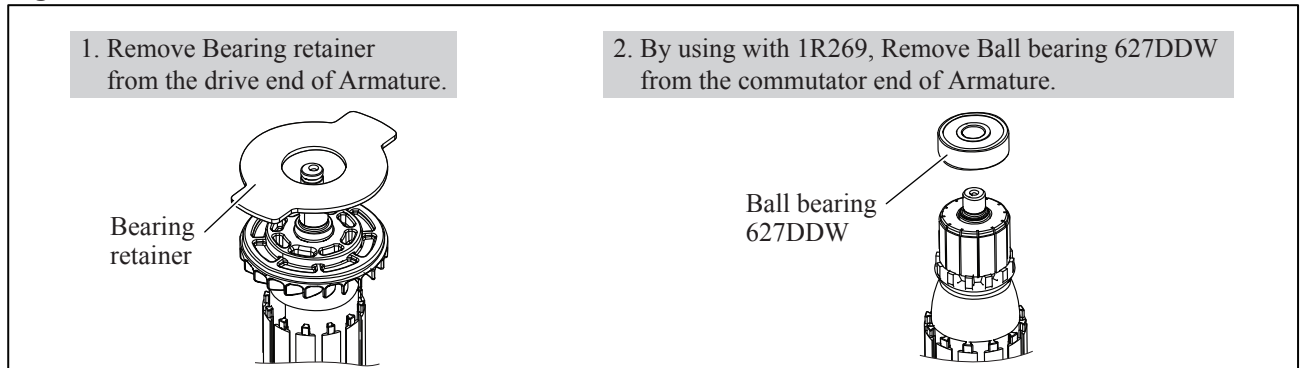 1. Remove Bearing retainer
from the drive end of Armature.
2. By using with 1R269, Remove Ball bearing 627DDW
from the commutator end of Armature.
Bearing
retainer
Ball bearing
627DDW